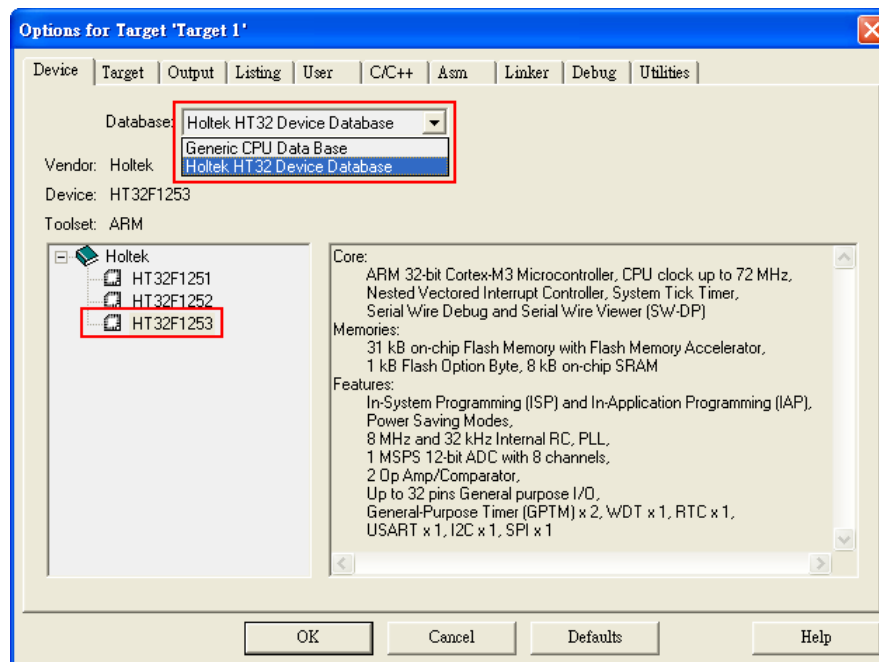 Options for Target 'Target 1'
Device Target Output Listing User C/C++ Asm Linker Debug Utilities
Database: Holtek HT32 Device Database
Generic CPU Data Base
Holtek HT32 Device Database
Vendor: Holtek
Device: HT32F1253
Toolset: ARM
Holtek
HT32F1251
HT32F1252
HT32F1253
Core:
ARM 32-bit Cortex-M3 Microcontroller, CPU clock up to 72 MHz,
Nested Vectored Interrupt Controller, System Tick Timer,
Serial Wire Debug and Serial Wire Viewer (SW-DP)
Memories:
31 kB on-chip Flash Memory with Flash Memory Accelerator,
1 kB Flash Option Byte, 8 kB on-chip SRAM
Features:
In-System Programming (ISP) and In-Application Programming (IAP),
Power Saving Modes,
8 MHz and 32 kHz Internal RC, PLL,
1 MSPS 12-bit ADC with 8 channels,
2 Op Amp/Comparator,
Up to 32 pins General purpose I/O,
General-Purpose Timer (GPTM) x 2, WDT x 1, RTC x 1,
USART x 1, I2C x 1, SPI x 1
OK Cancel Defaults Help